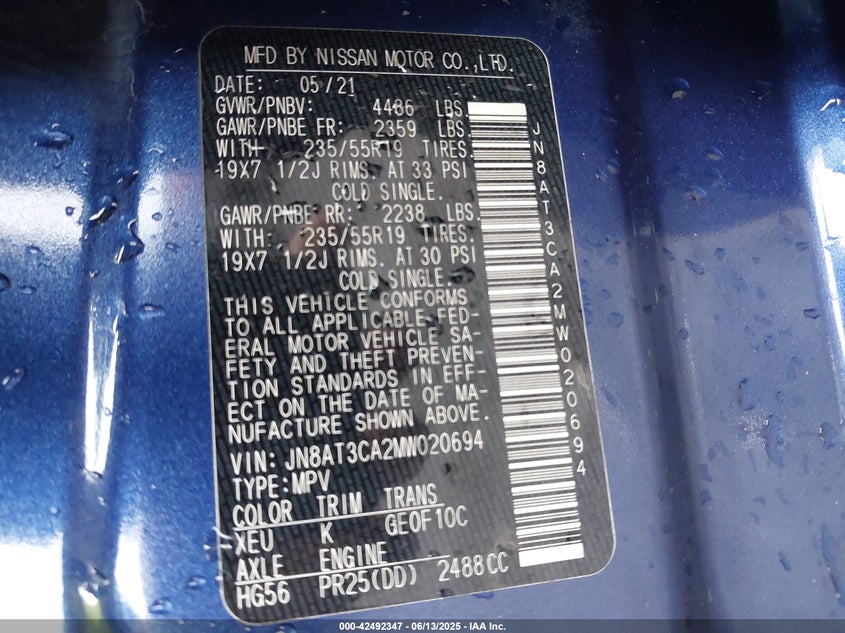 MFD BY NISSAN MOTOR CO.,LTD.
DATE: 05/21
GVWR/PNBV: 4486 LBS
GAWR/PNBE FR: 2359 LBS.
WITH 235/55R19 TIRES.
19X7 1/2J RIMS. AT 33 PSI
COLD SINGLE.
GAWR/PNBE RR: 2238 LBS.
WITH: 235/55R19 TIRES.
19X7 1/2J RIMS. AT 30 PSI
COLD SINGLE.
THIS VEHICLE CONFORMS
TO ALL APPLICABLE FED-
ERAL MOTOR VEHICLE SA-
FETY AND THEFT PREVEN-
TION STANDARDS IN EFF-
ECT ON THE DATE OF MA-
NUFACTURE SHOWN ABOVE.
VIN: JN8AT3CA2MW020694
TYPE:MPV
COLOR TRIM TRANS
XEU K GE0F10C
AXLE ENGINE
HG56 PR25(DD) 2488CC
JN8AT3CA2MW020694
000-42492347 - 06/13/2025 - IAA Inc.